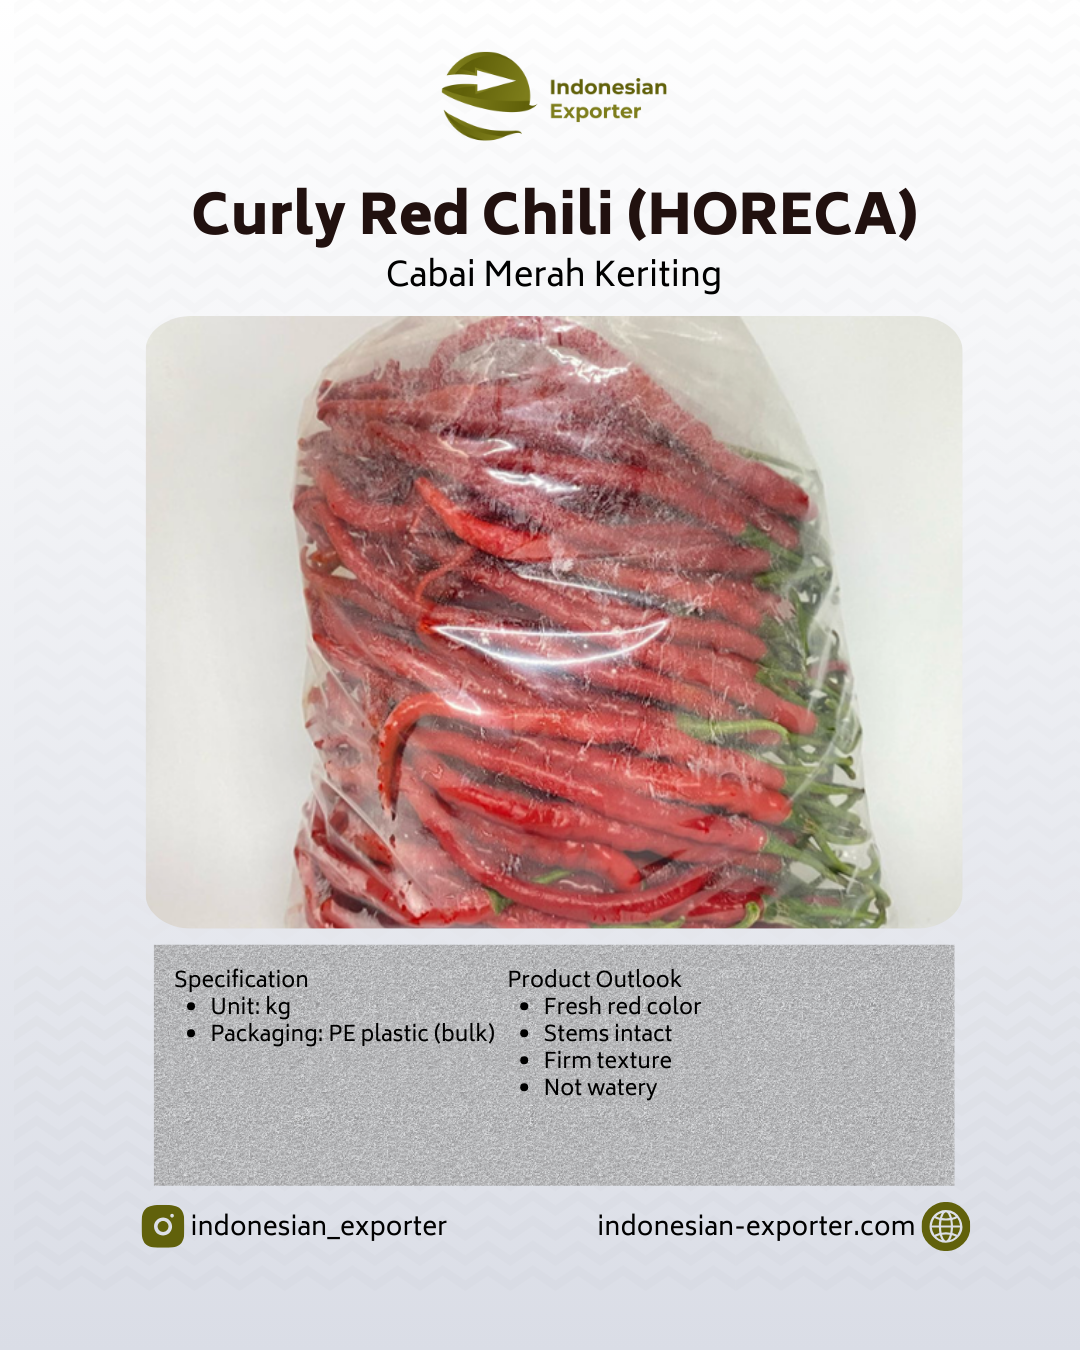 Indonesian
Exporter
Curly Red Chili (HORECA)
Cabai Merah Keriting
Specification
• Unit: kg
• Packaging: PE plastic (bulk)
Product Outlook
• Fresh red color
• Stems intact
• Firm texture
• Not watery
indonesian_exporter
indonesian-exporter.com